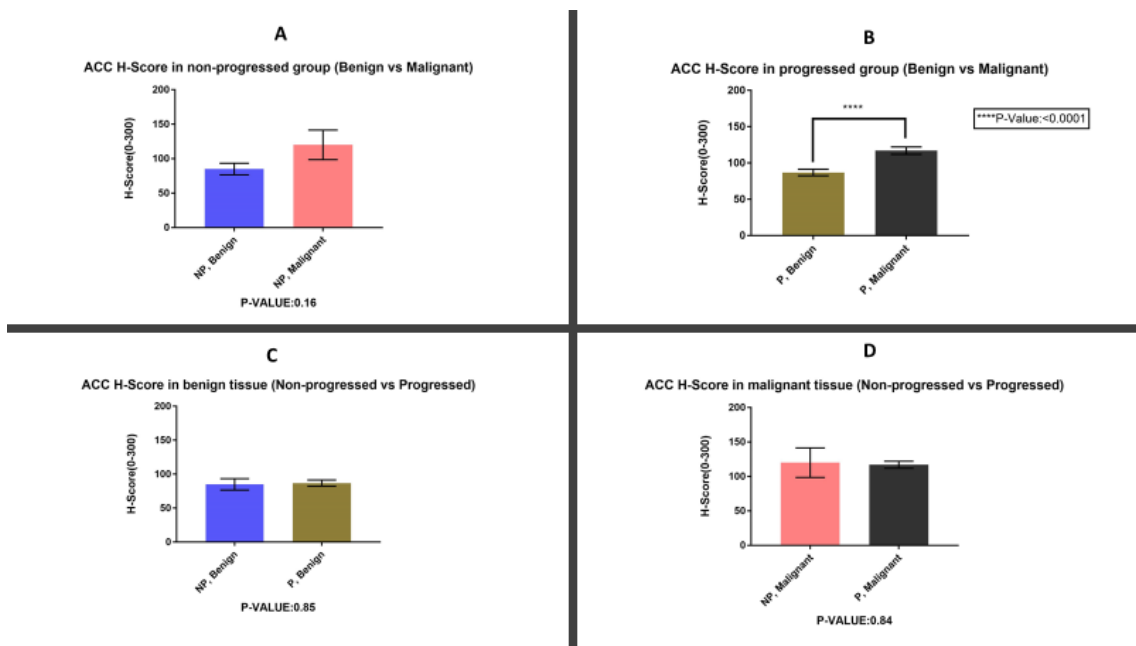 A
ACC H-Score in non-progressed group (Benign vs Malignant)
200
150
100
50
0
H-Score(0-300)
NP, Benign
NP, Malignant
P-VALUE:0.16
B
ACC H-Score in progressed group (Benign vs Malignant)
200
150
100
50
0
H-Score(0-300)
****
****P-Value:<0.0001
P, Benign
P, Malignant
C
ACC H-Score in benign tissue (Non-progressed vs Progressed)
200
150
100
50
0
H-Score(0-300)
NP, Benign
P, Benign
P-VALUE:0.85
D
ACC H-Score in malignant tissue (Non-progressed vs Progressed)
200
150
100
50
0
H-Score(0-300)
NP, Malignant
P, Malignant
P-VALUE:0.84